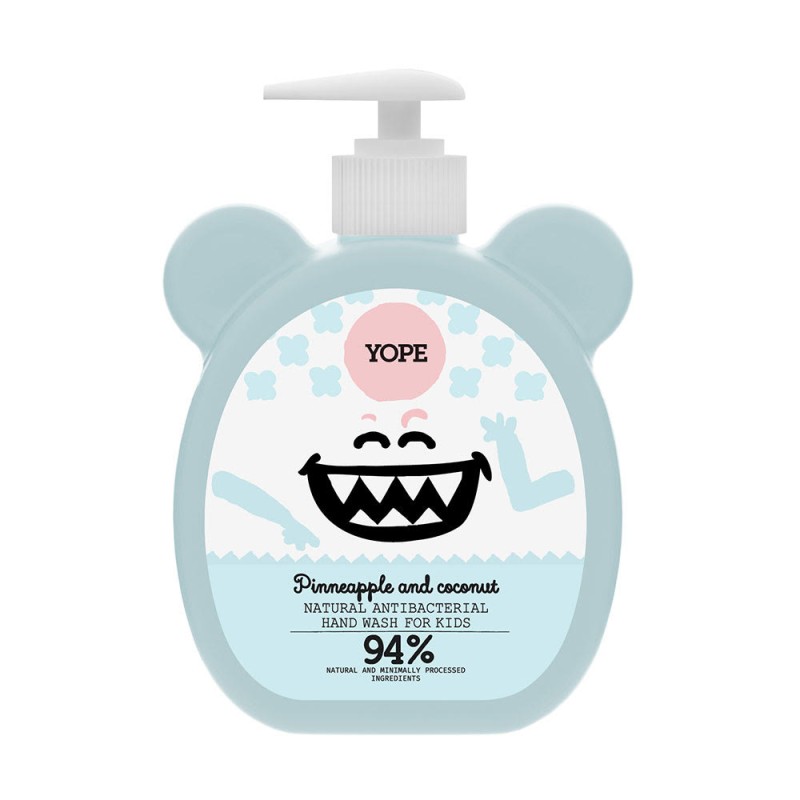 YOPE
Pinneapple and coconut
NATURAL ANTIBACTERIAL
HAND WASH FOR KIDS
94%
NATURAL AND MINIMALLY PROCESSED
INGREDIENTS